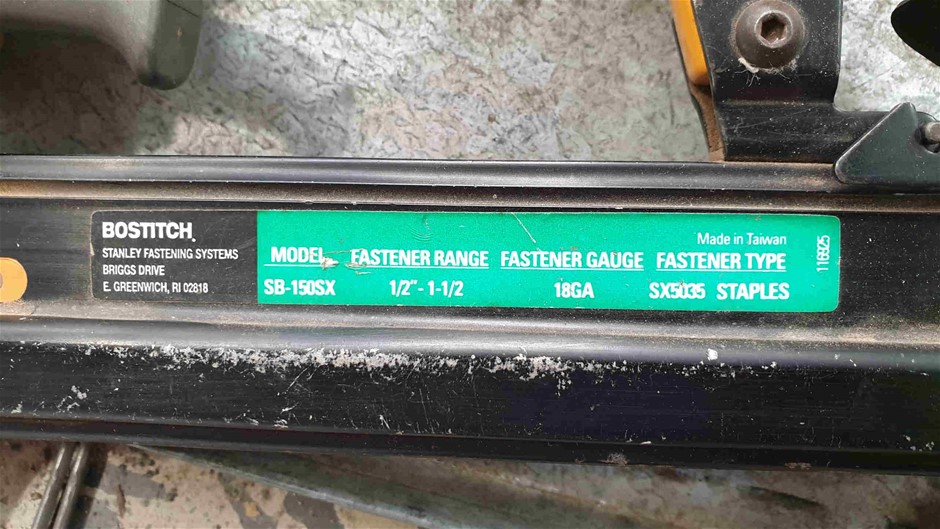 BOSTITCH.
STANLEY FASTENING SYSTEMS
BRIGGS DRIVE
E. GREENWICH, RI 02818
Made in Taiwan
MODEL FASTENER RANGE FASTENER GAUGE FASTENER TYPE
SB-150SX 1/2"- 1-1/2 18GA SX5035 STAPLES
116925